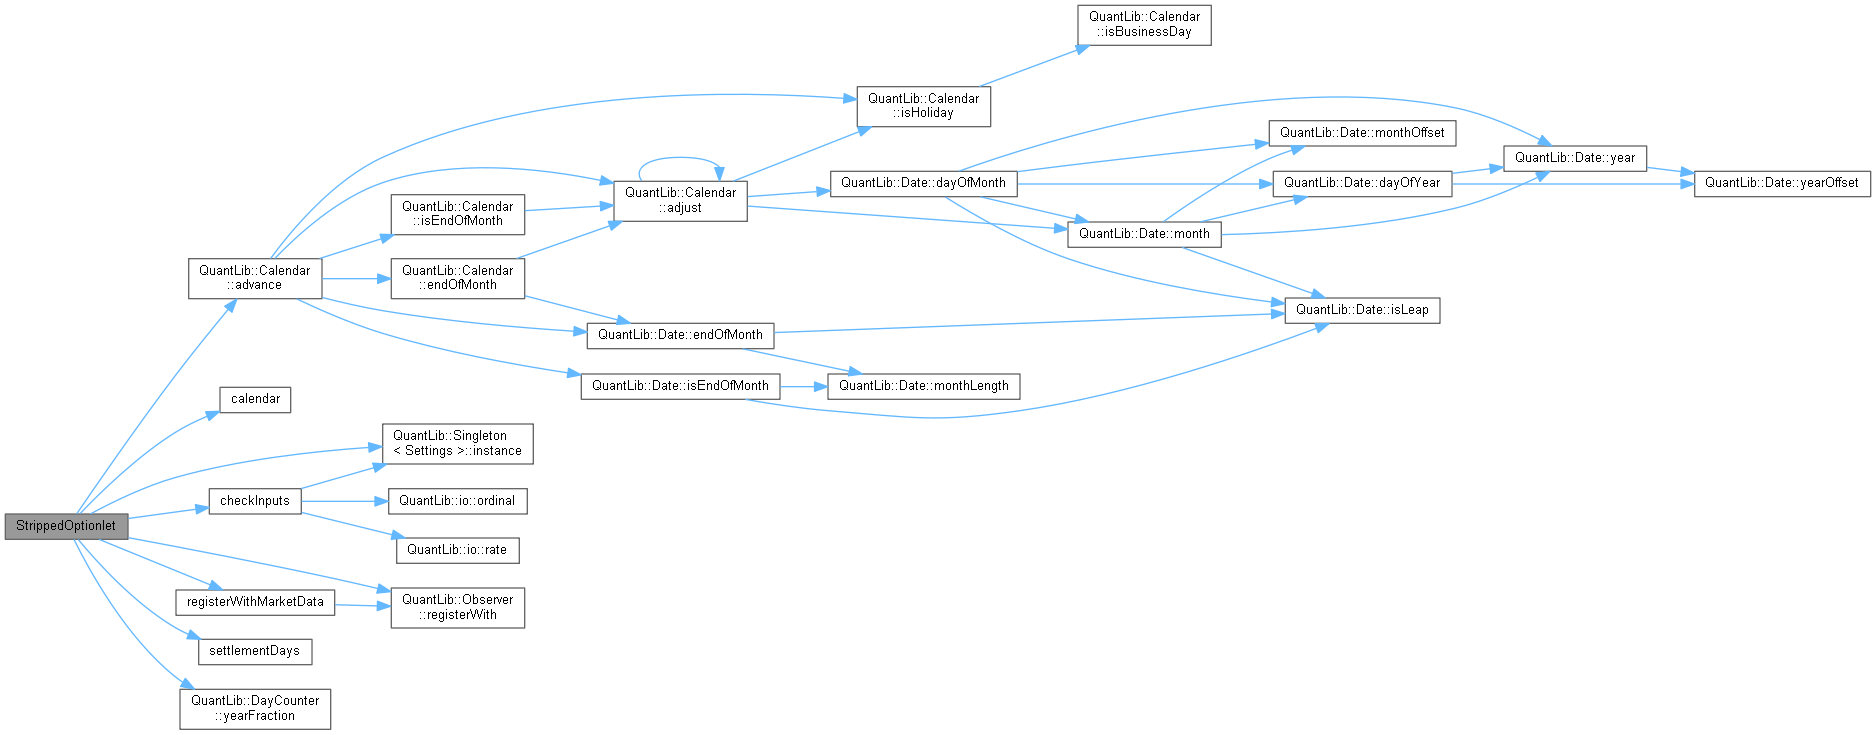 QuantLib::Calendar
::isBusinessDay
QuantLib::Calendar
::isHoliday
QuantLib::Date::monthOffset
QuantLib::Date::year
QuantLib::Calendar
::adjust
QuantLib::Date::dayOfMonth
QuantLib::Date::dayOfYear
QuantLib::Date::yearOffset
QuantLib::Calendar
::isEndOfMonth
QuantLib::Date::month
QuantLib::Calendar
::advance
QuantLib::Calendar
::endOfMonth
QuantLib::Date::isLeap
QuantLib::Date::endOfMonth
QuantLib::Date::isEndOfMonth
QuantLib::Date::monthLength
calendar
QuantLib::Singleton
< Settings >::instance
checkInputs
QuantLib::io::ordinal
StrippedOptionlet
QuantLib::io::rate
registerWithMarketData
QuantLib::Observer
::registerWith
settlementDays
QuantLib::DayCounter
::yearFraction